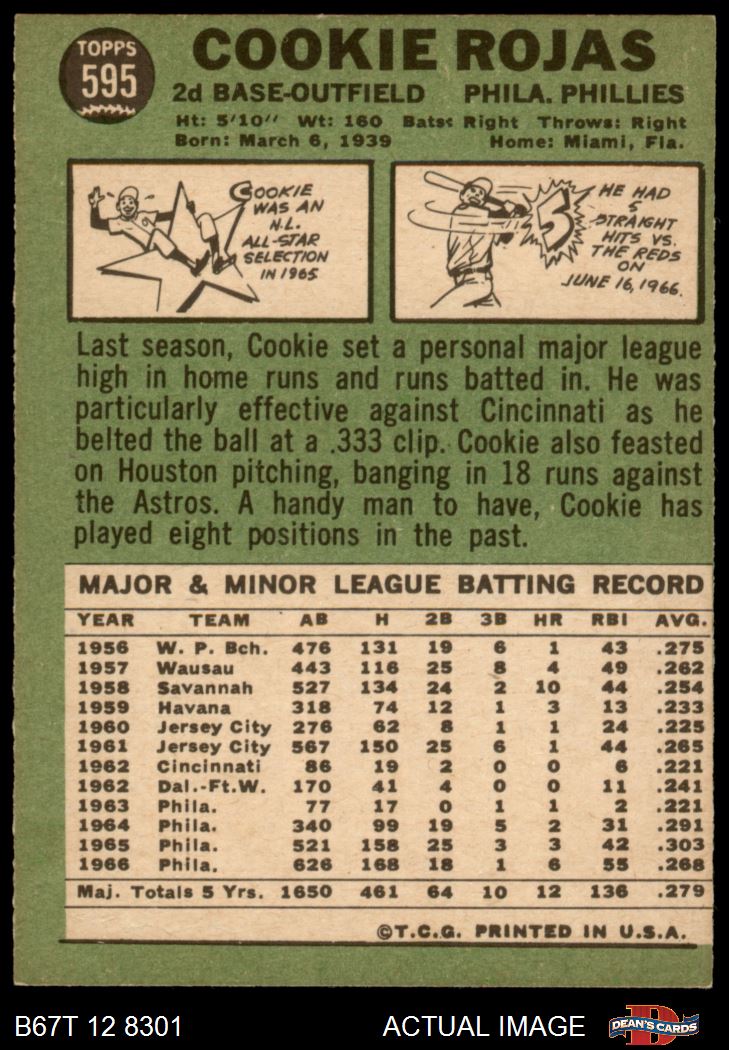 TOPPS
595
COOKIE ROJAS
2d BASE-OUTFIELD PHILA. PHILLIES
Ht: 5'10" Wt: 160 Bats: Right Throws: Right
Born: March 6, 1939 Home: Miami, Fla.
COOKIE
WAS AN
N.L.
ALL-STAR
SELECTION
IN 1965
5
HE HAD
5
STRAIGHT
HITS VS.
THE REDS
ON
JUNE 16, 1966.
Last season, Cookie set a personal major league
high in home runs and runs batted in. He was
particularly effective against Cincinnati as he
belted the ball at a .333 clip. Cookie also feasted
on Houston pitching, banging in 18 runs against
the Astros. A handy man to have, Cookie has
played eight positions in the past.
MAJOR & MINOR LEAGUE BATTING RECORD
YEAR TEAM AB H 2B 3B HR RBI AVG.
1956 W. P. Bch. 476 131 19 6 1 43 .275
1957 Wausau 443 116 25 8 4 49 .262
1958 Savannah 527 134 24 2 10 44 .254
1959 Havana 318 74 12 1 3 13 .233
1960 Jersey City 276 62 8 1 1 24 .225
1961 Jersey City 567 150 25 6 1 44 .265
1962 Cincinnati 86 19 2 0 0 6 .221
1962 Dal.-Ft.W. 170 41 4 0 0 11 .241
1963 Phila. 77 17 0 1 1 2 .221
1964 Phila. 340 99 19 5 2 31 .291
1965 Phila. 521 158 25 3 3 42 .303
1966 Phila. 626 168 18 1 6 55 .268
Maj. Totals 5 Yrs. 1650 461 64 10 12 136 .279
©T.C.G. PRINTED IN U.S.A.
B67T 12 8301 ACTUAL IMAGE
D
DEAN'S CARDS